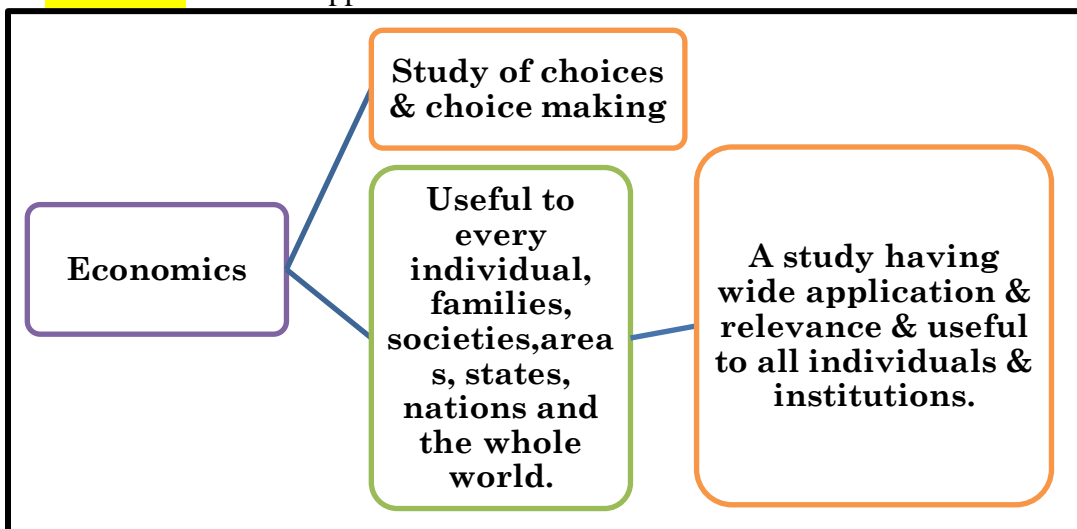 Study of choices
& choice making
Economics
Useful to
every
individual,
families,
societies,area
s, states,
nations and
the whole
world.
A study having
wide application &
relevance & useful
to all individuals &
institutions.